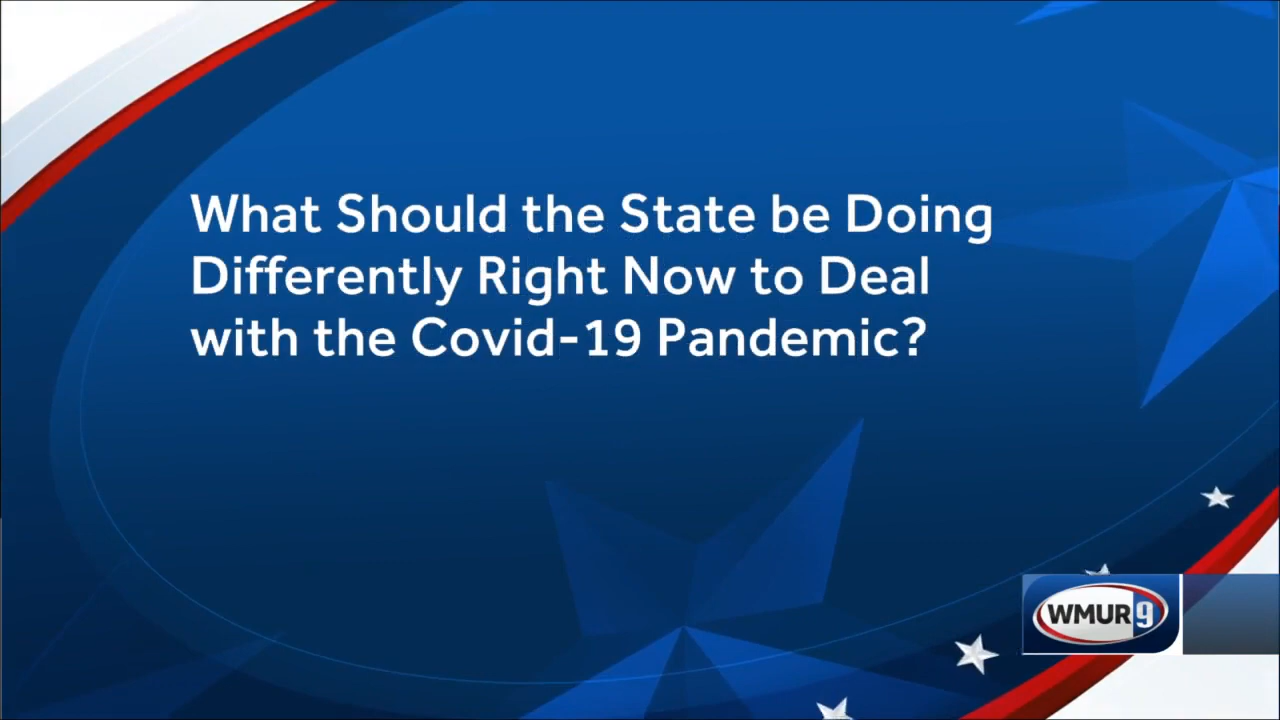 What Should the State be Doing
Differently Right Now to Deal
with the Covid-19 Pandemic?
WMUR9